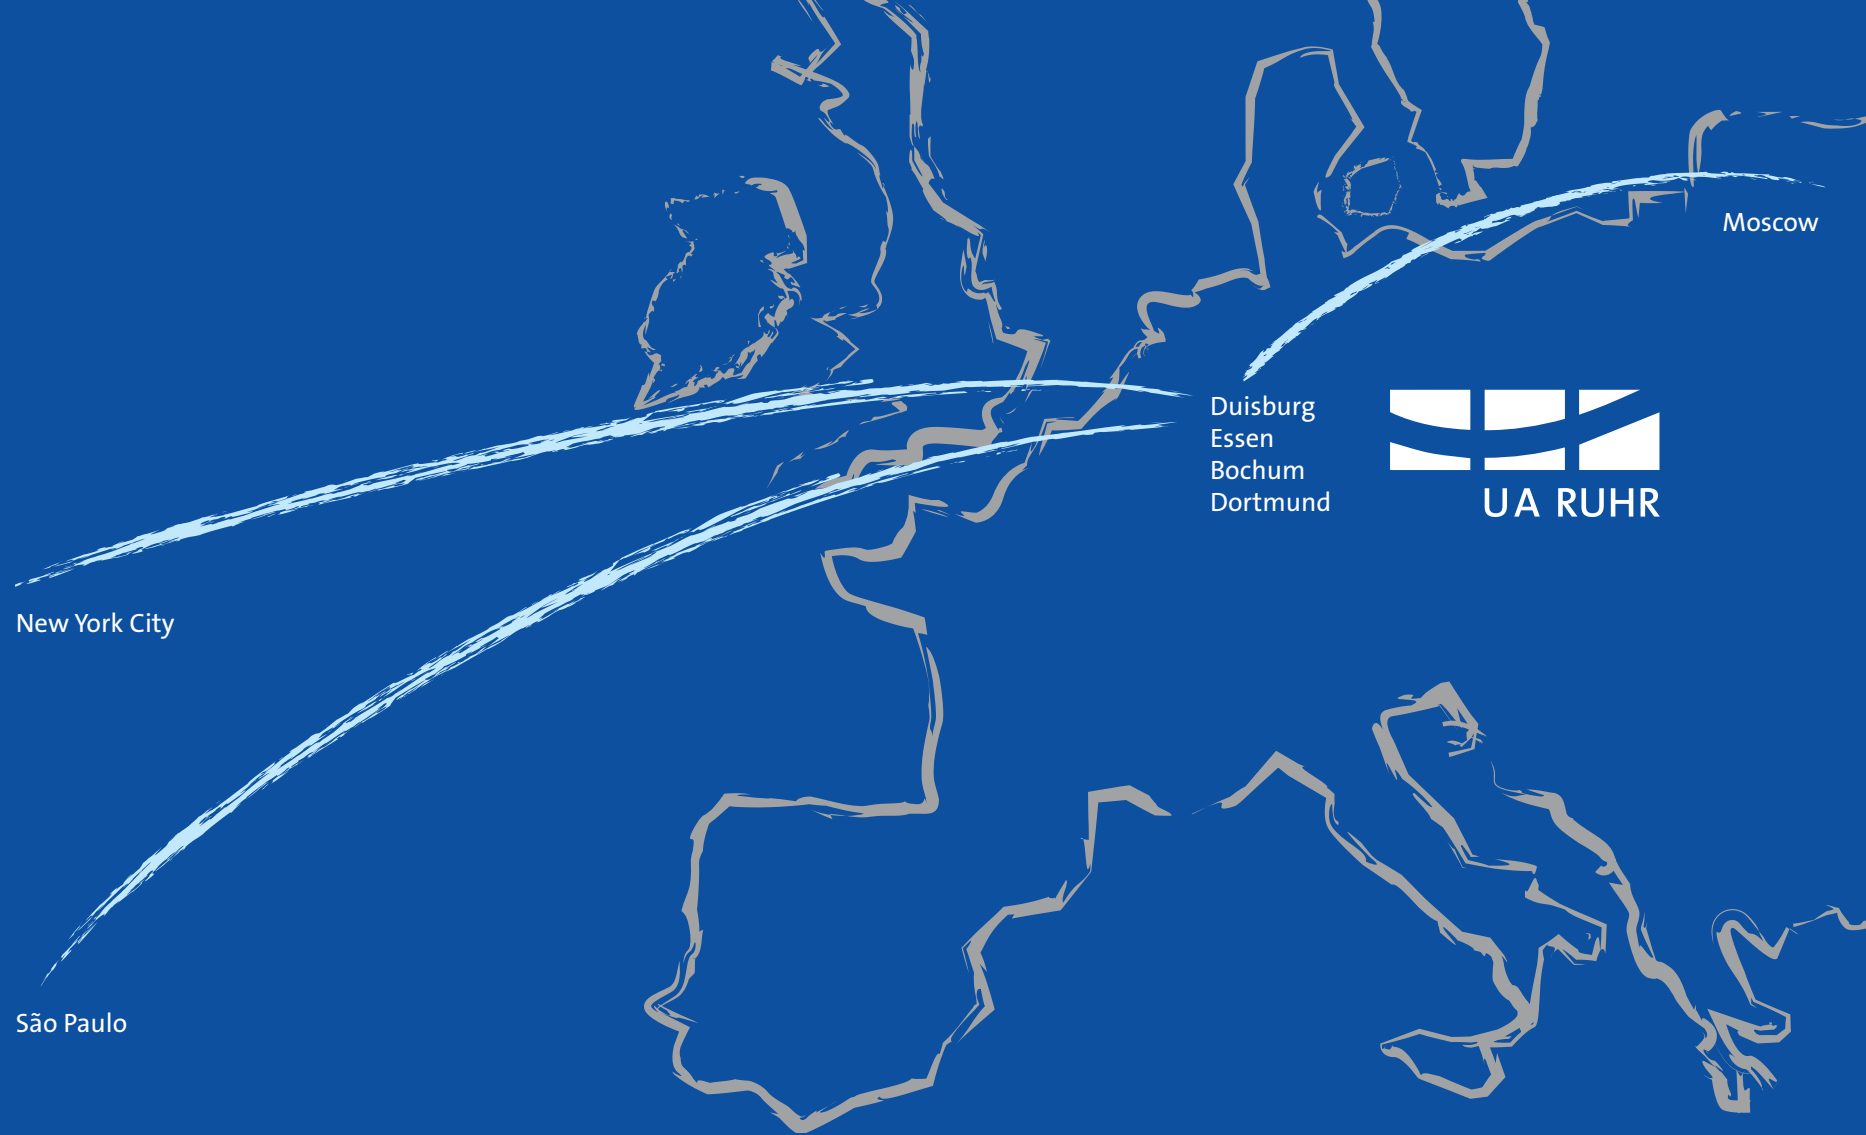 Moscow
Duisburg
Essen
Bochum
Dortmund
UA RUHR
New York City
São Paulo